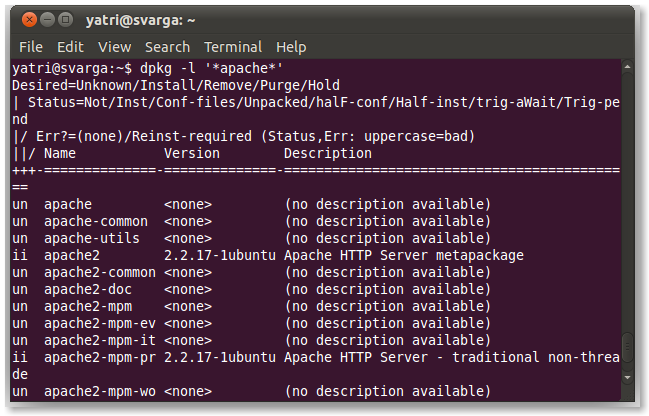 yatri@svarga: ~
File Edit View Search Terminal Help
yatri@svarga:~$ dpkg -l '*apache*'
Desired=Unknown/Install/Remove/Purge/Hold
| Status=Not/Inst/Conf-files/Unpacked/halF-conf/Half-inst/trig-aWait/Trig-pe
nd
|/ Err?=(none)/Reinst-required (Status,Err: uppercase=bad)
||/ Name           Version        Description
+++-==============-==============-==========================================
==
un  apache         <none>         (no description available)
un  apache-common  <none>         (no description available)
un  apache-utils   <none>         (no description available)
ii  apache2        2.2.17-1ubuntu Apache HTTP Server metapackage
un  apache2-common <none>         (no description available)
un  apache2-doc    <none>         (no description available)
un  apache2-mpm    <none>         (no description available)
un  apache2-mpm-ev <none>         (no description available)
un  apache2-mpm-it <none>         (no description available)
ii  apache2-mpm-pr 2.2.17-1ubuntu Apache HTTP Server - traditional non-threa
de
un  apache2-mpm-wo <none>         (no description available)